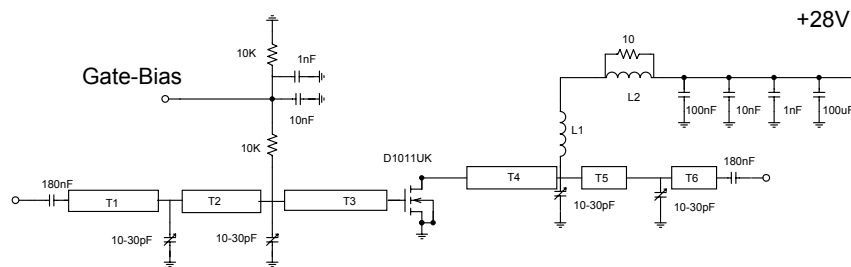 +28V
10
10K
1nF
Gate-Bias
L2
100nF
10nF
1nF
100uF
10nF
L1
10K
D1011UK
180nF
T1
T2
T3
T4
T5
T6
180nF
10-30pF
10-30pF
10-30pF
10-30pF